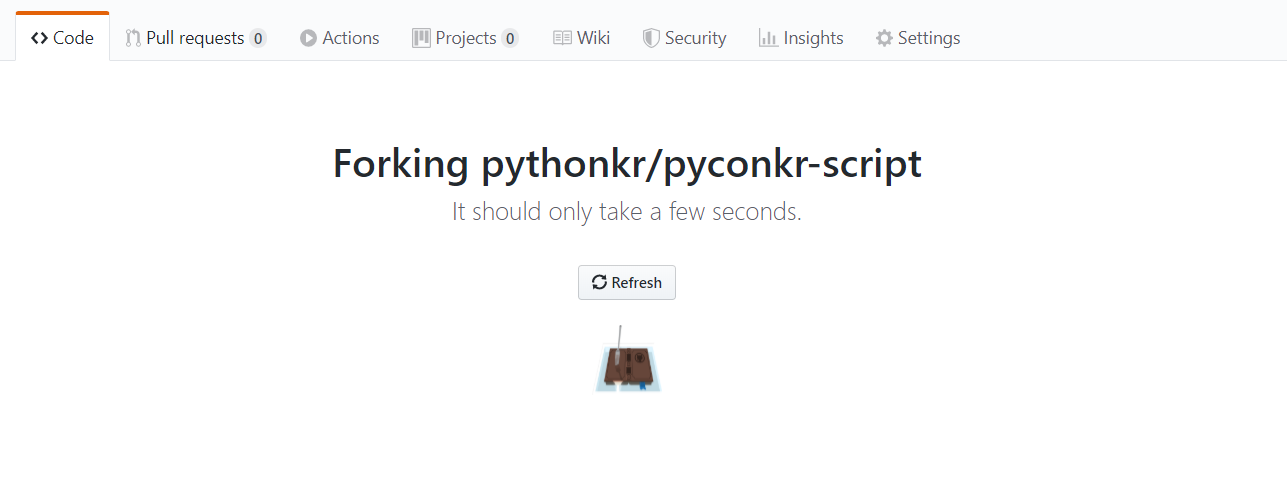 Code Pull requests 0 Actions Projects 0 Wiki Security Insights Settings
Forking pythonkr/pyconkr-script
It should only take a few seconds.
Refresh